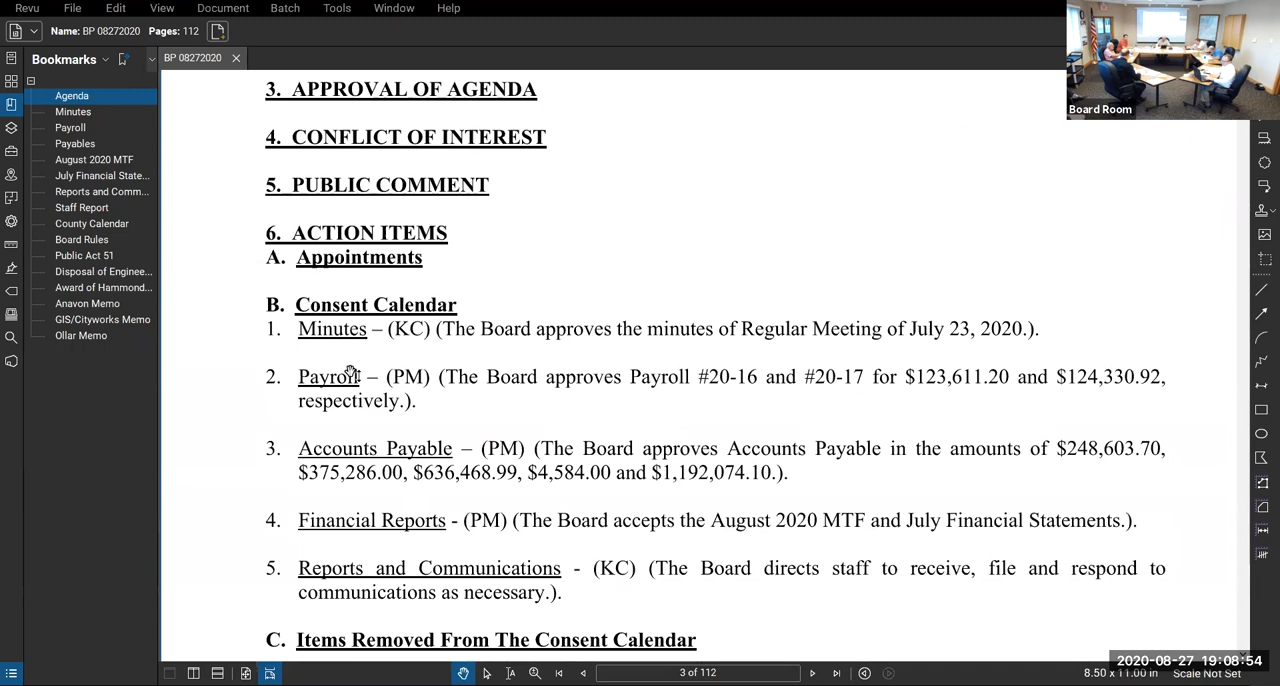 Revu File Edit View Document Batch Tools Window Help
Name: BP 08272020 Pages: 112
Bookmarks
BP 08272020
Agenda
Minutes
Payroll
Payables
August 2020 MTF
July Financial State...
Reports and Comm...
Staff Report
County Calendar
Board Rules
Public Act 51
Disposal of Enginee...
Award of Hammond...
Anavon Memo
GIS/Cityworks Memo
Ollar Memo
3. APPROVAL OF AGENDA
4. CONFLICT OF INTEREST
5. PUBLIC COMMENT
6. ACTION ITEMS
A. Appointments
B. Consent Calendar
1. Minutes – (KC) (The Board approves the minutes of Regular Meeting of July 23, 2020.).
2. Payroll – (PM) (The Board approves Payroll #20-16 and #20-17 for $123,611.20 and $124,330.92,
respectively.).
3. Accounts Payable – (PM) (The Board approves Accounts Payable in the amounts of $248,603.70,
$375,286.00, $636,468.99, $4,584.00 and $1,192,074.10.).
4. Financial Reports - (PM) (The Board accepts the August 2020 MTF and July Financial Statements.).
5. Reports and Communications - (KC) (The Board directs staff to receive, file and respond to
communications as necessary.).
C. Items Removed From The Consent Calendar
Board Room
3 of 112
2020-08-27 19:08:54
8.50 x 11.00 in Scale Not Set